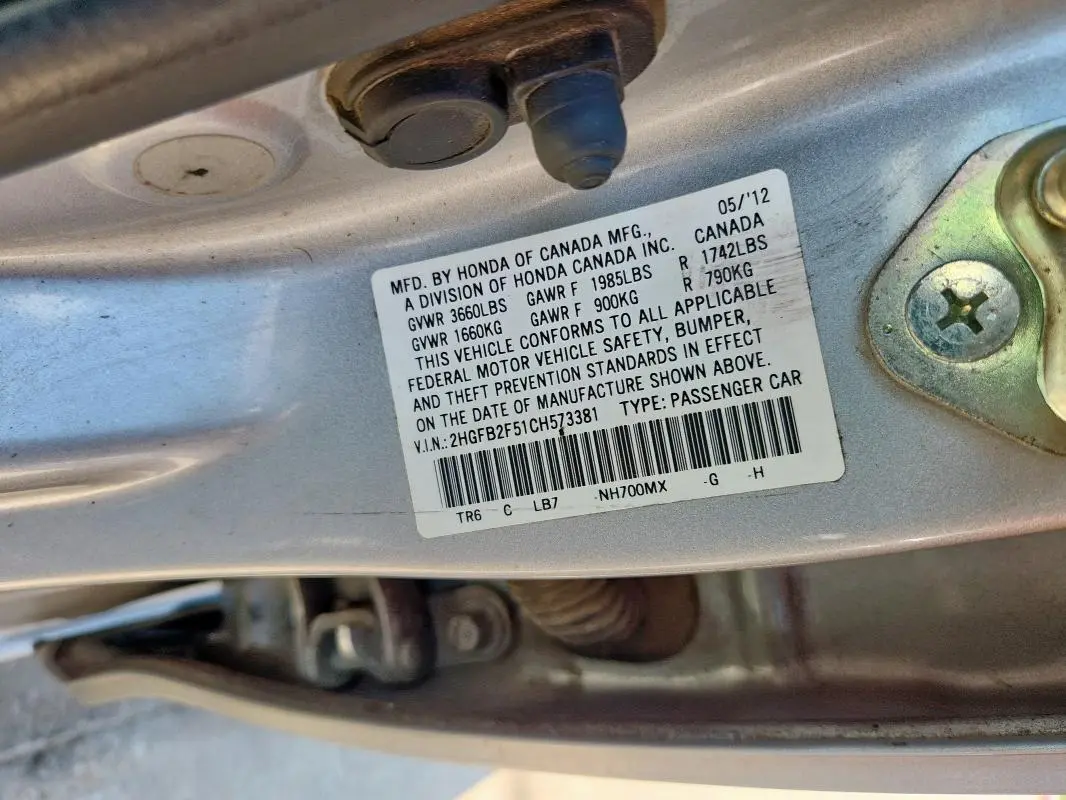 MFD. BY HONDA OF CANADA MFG., 05/'12
A DIVISION OF HONDA CANADA INC. CANADA
GVWR 3660LBS GAWR F 1985LBS R 1742LBS
GVWR 1660KG GAWR F 900KG R 790KG
THIS VEHICLE CONFORMS TO ALL APPLICABLE
FEDERAL MOTOR VEHICLE SAFETY, BUMPER,
AND THEFT PREVENTION STANDARDS IN EFFECT
ON THE DATE OF MANUFACTURE SHOWN ABOVE.
V.I.N.: 2HGFB2F51CH573381 TYPE: PASSENGER CAR
TR6 C LB7 -NH700MX -G -H